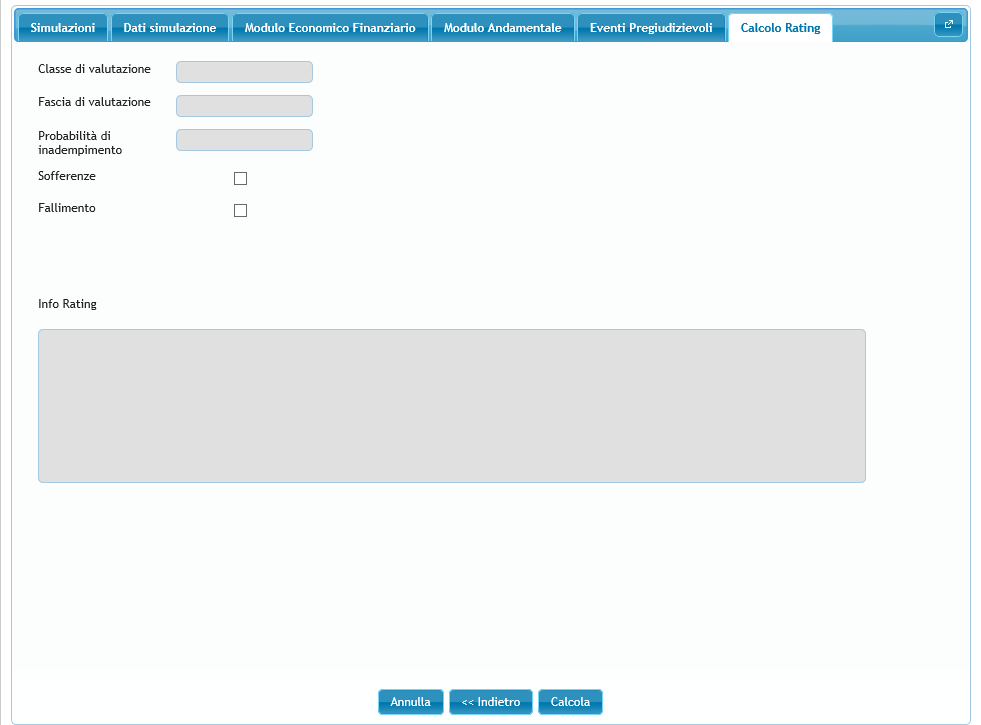 Simulazioni Dati simulazione Modulo Economico Finanziario Modulo Andamentale Eventi Pregiudizievoli Calcolo Rating
Classe di valutazione
Fascia di valutazione
Probabilità di
inadempimento
Sofferenze
Fallimento
Info Rating
Annulla << Indietro Calcola